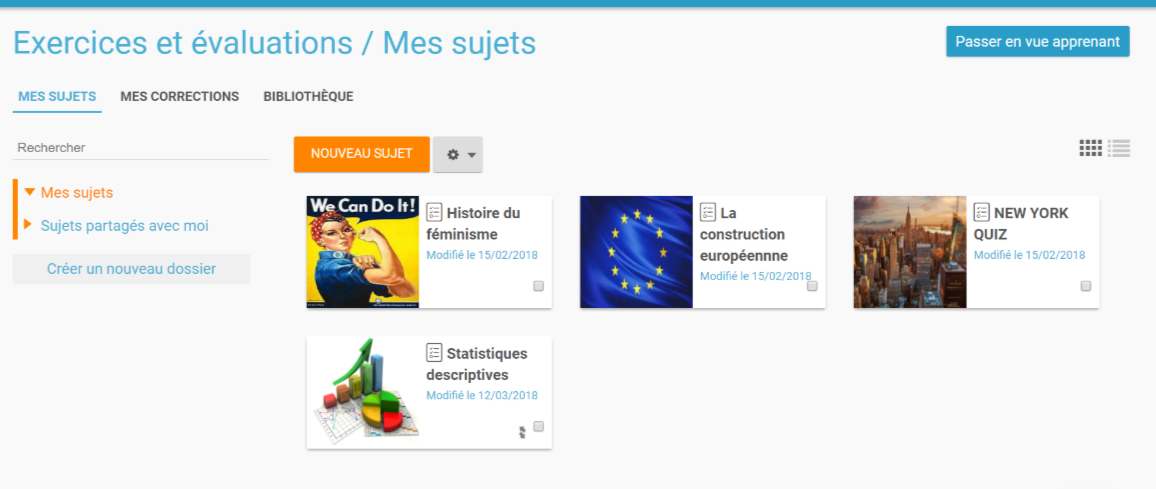 Exercices et évaluations / Mes sujets
Passer en vue apprenant
MES SUJETS
MES CORRECTIONS
BIBLIOTHÈQUE
Rechercher
Mes sujets
Sujets partagés avec moi
Créer un nouveau dossier
NOUVEAU SUJET
We Can Do It!
Histoire du
féminisme
Modifié le 15/02/2018
La
construction
européennne
Modifié le 15/02/2018
NEW YORK
QUIZ
Modifié le 15/02/2018
Statistiques
descriptives
Modifié le 12/03/2018